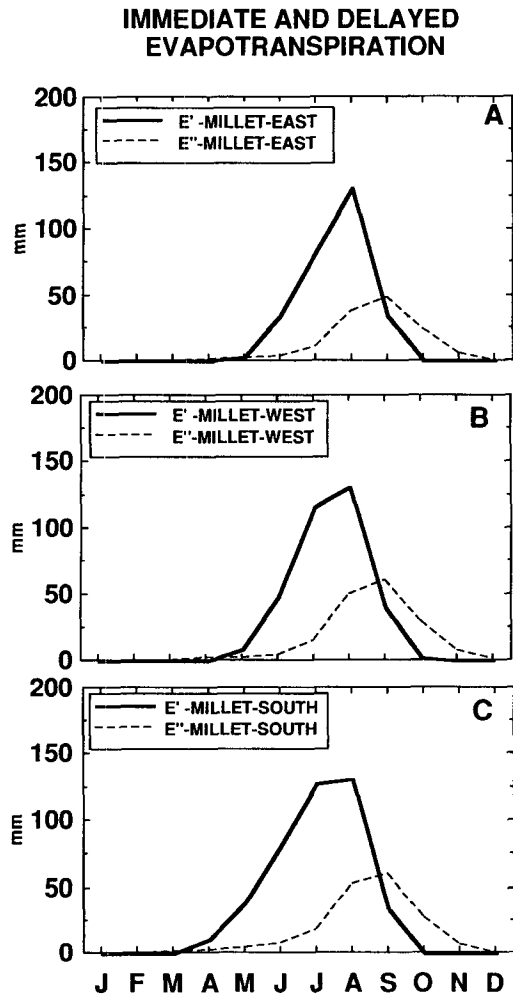 IMMEDIATE AND DELAYED
EVAPOTRANSPIRATION
200
150
100
50
0
mm
E' -MILLET-EAST
E"-MILLET-EAST
A
200
150
100
50
0
mm
E' -MILLET-WEST
E"-MILLET-WEST
B
200
150
100
50
0
mm
E' -MILLET-SOUTH
E"-MILLET-SOUTH
C
J F M A M J J A S O N D